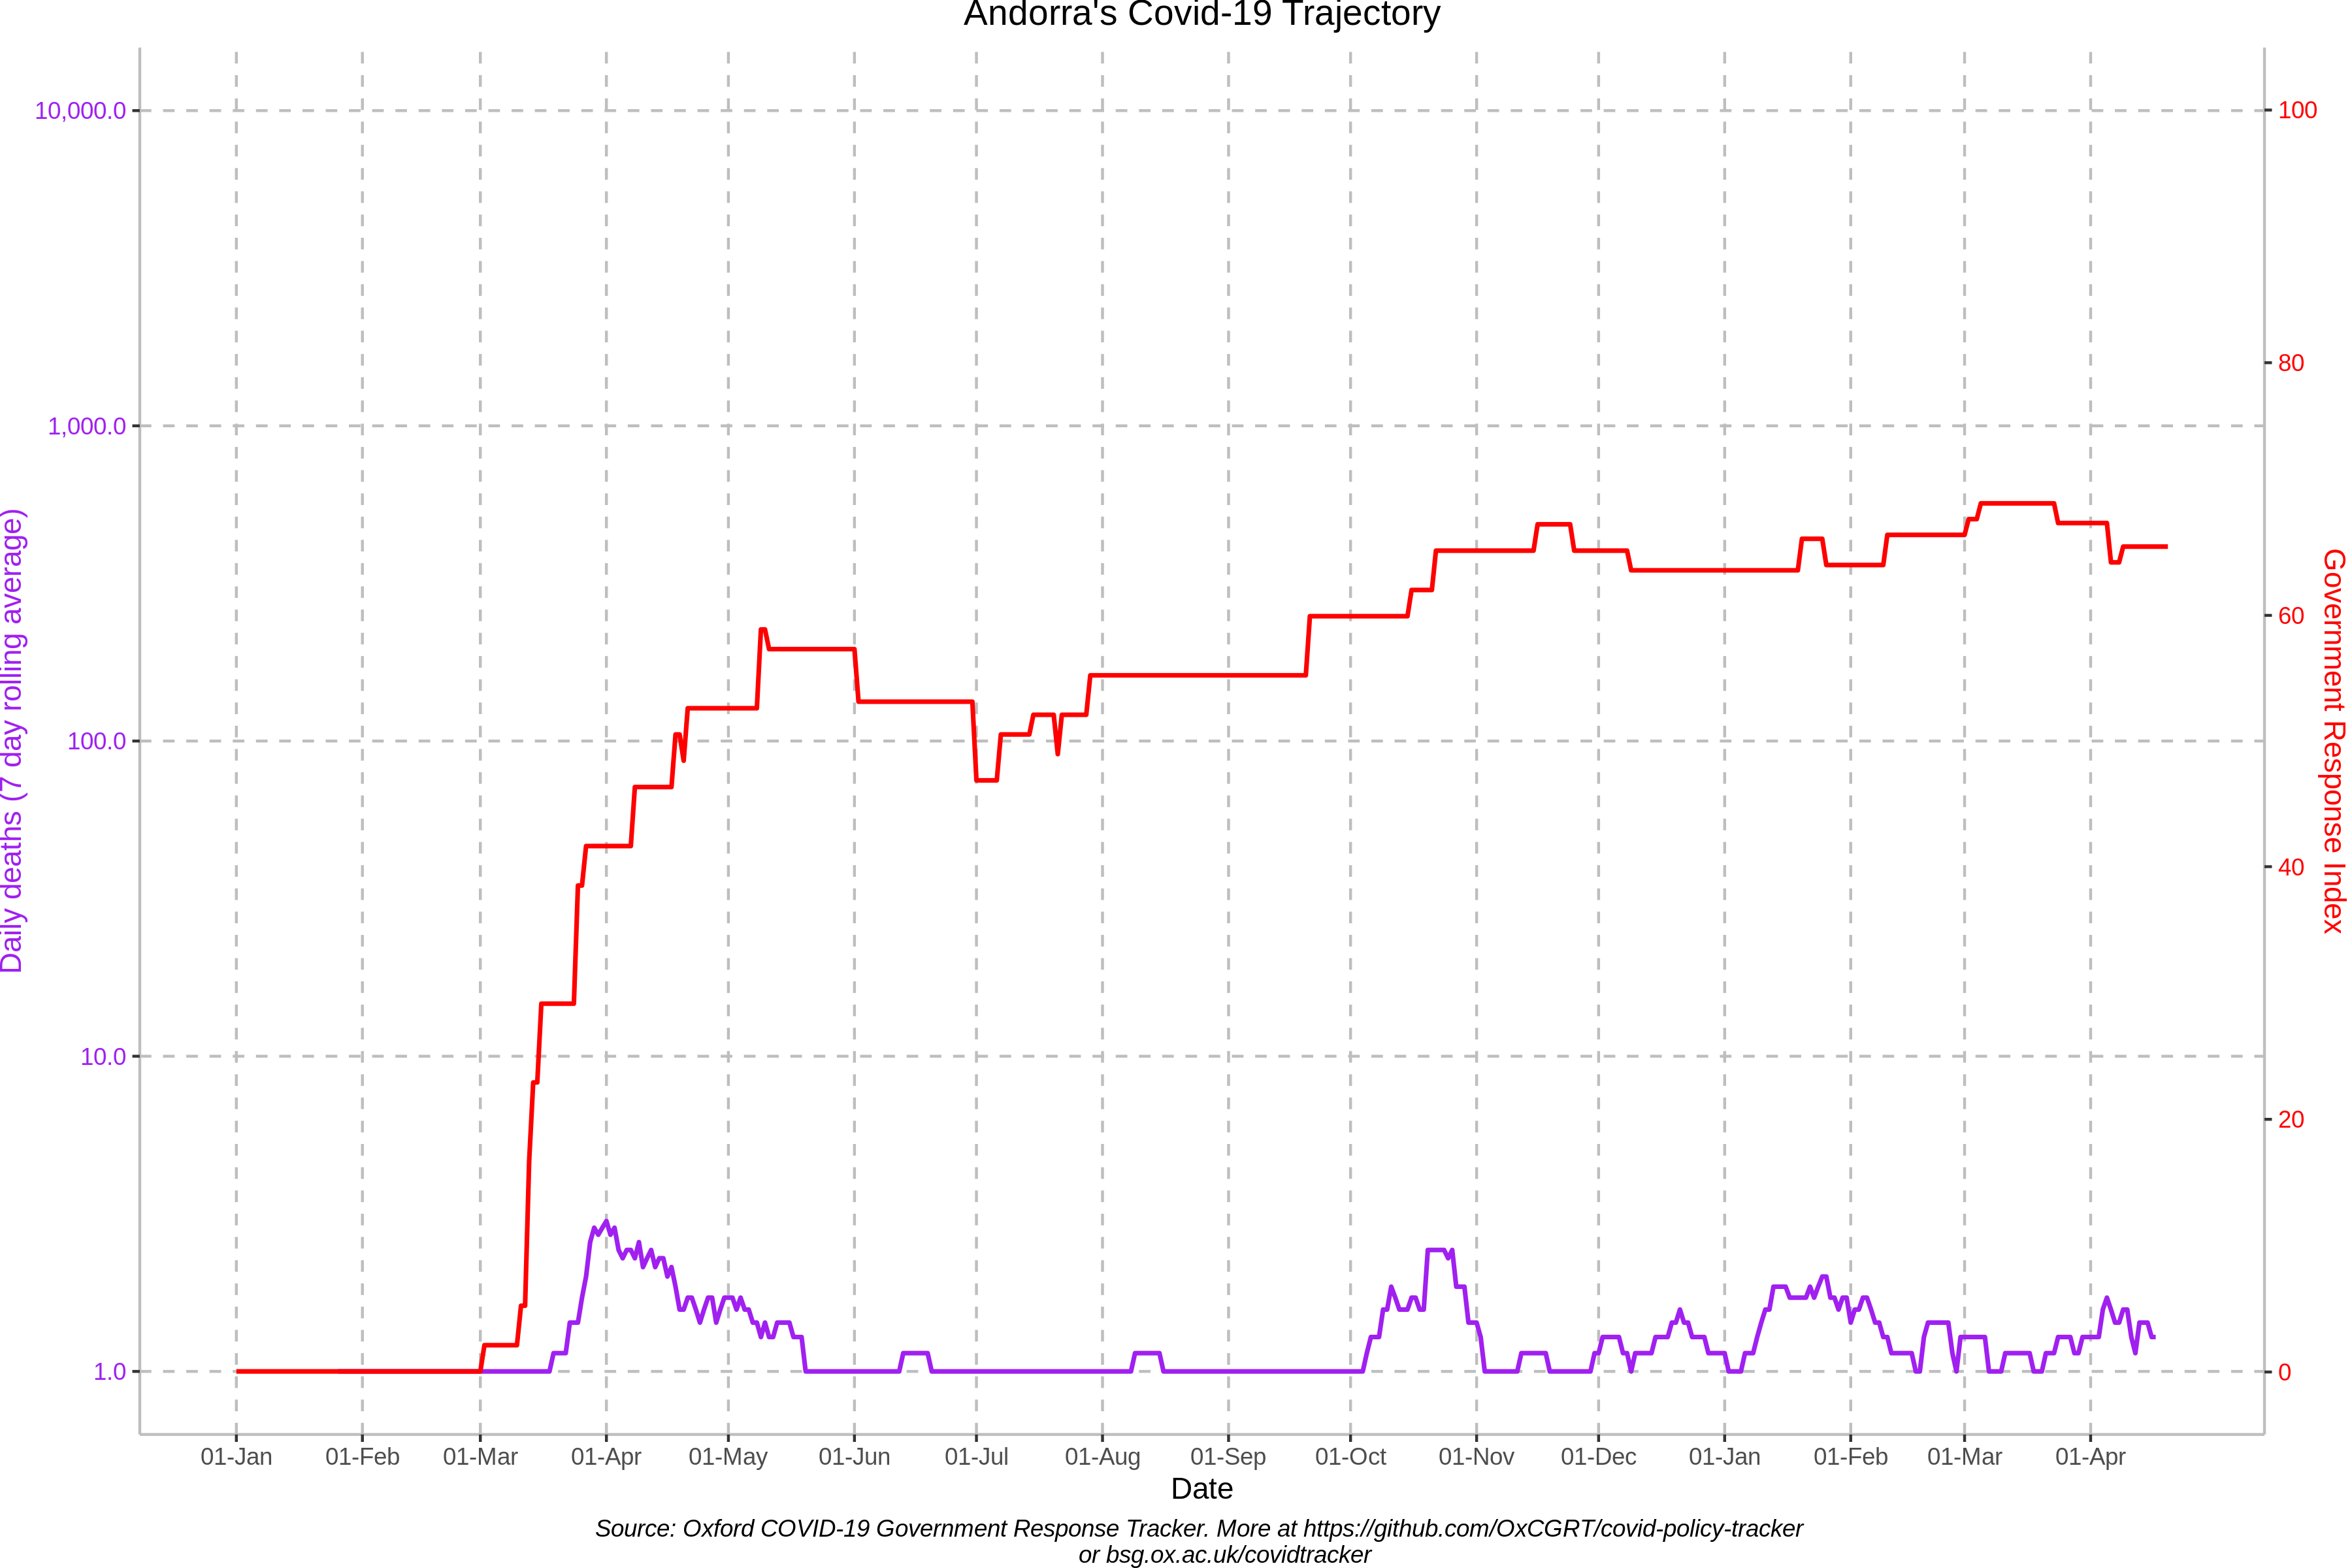 Andorra's Covid-19 Trajectory
10,000.0
1,000.0
100.0
10.0
1.0
Daily deaths (7 day rolling average)
100
80
60
40
20
0
Government Response Index
01-Jan 01-Feb 01-Mar 01-Apr 01-May 01-Jun 01-Jul 01-Aug 01-Sep 01-Oct 01-Nov 01-Dec 01-Jan 01-Feb 01-Mar 01-Apr
Date
Source: Oxford COVID-19 Government Response Tracker. More at https://github.com/OxCGRT/covid-policy-tracker
or bsg.ox.ac.uk/covidtracker